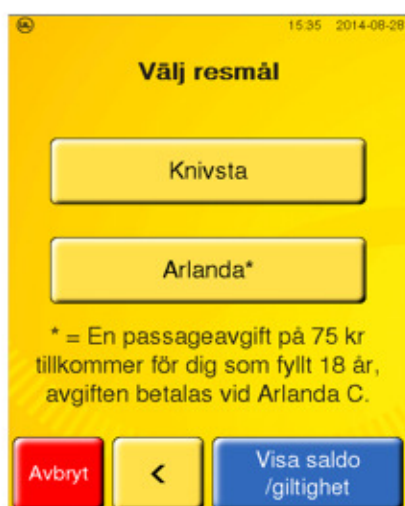 15:35 2014-08-28
Välj resmål
Knivsta
Arlanda*
* = En passageavgift på 75 kr
tillkommer för dig som fyllt 18 år,
avgiften betalas vid Arlanda C.
Avbryt
<
Visa saldo
/giltighet